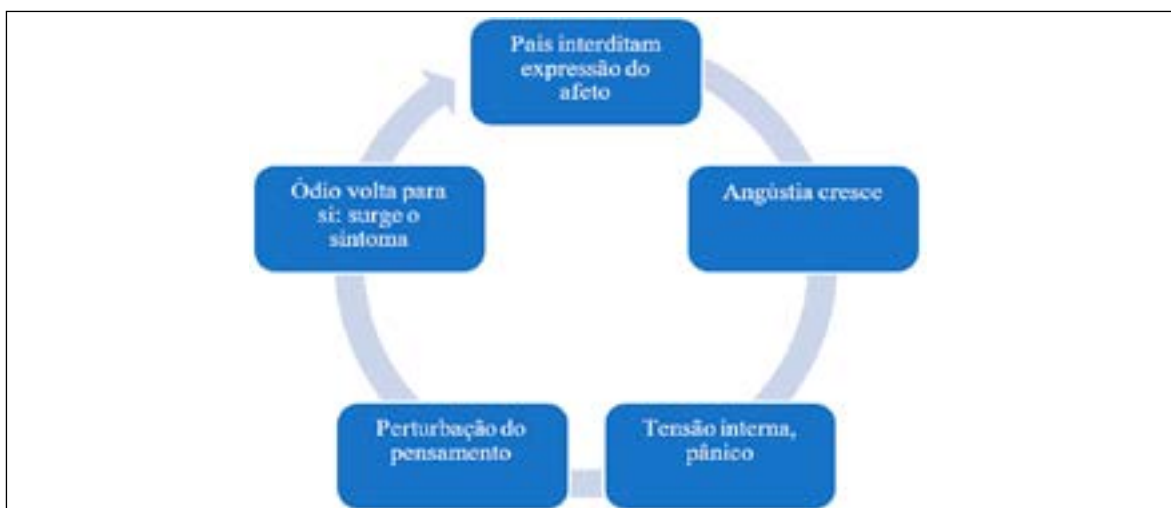 Pais interditam
expressão do
afeto
Angústia cresce
Tensão interna,
pânico
Perturbação do
pensamento
Ódio volta para
si: surge o
sintoma